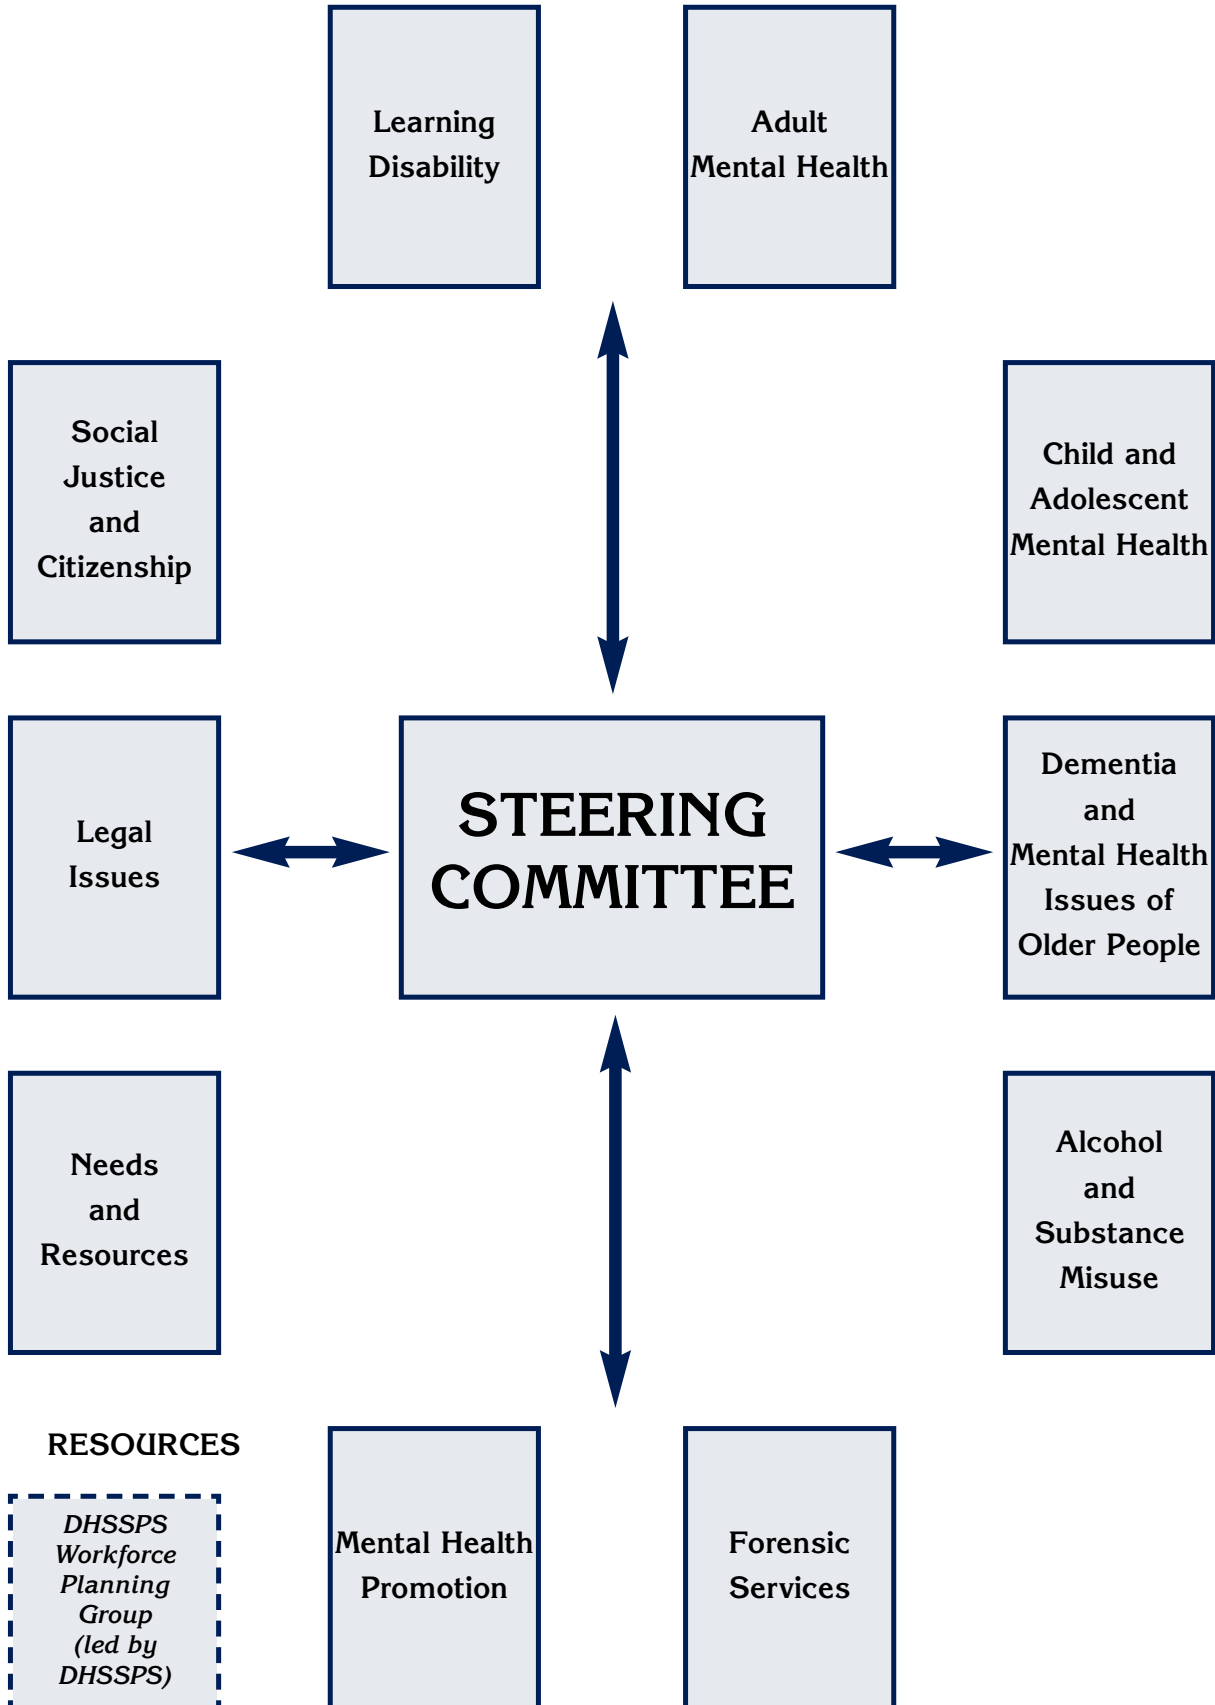 Learning
Disability
Adult
Mental Health
Social
Justice
and
Citizenship
Child and
Adolescent
Mental Health
Legal
Issues
STEERING
COMMITTEE
Dementia
and
Mental Health
Issues of
Older People
Needs
and
Resources
Alcohol
and
Substance
Misuse
RESOURCES
DHSSPS
Workforce
Planning
Group
(led by
DHSSPS)
Mental Health
Promotion
Forensic
Services